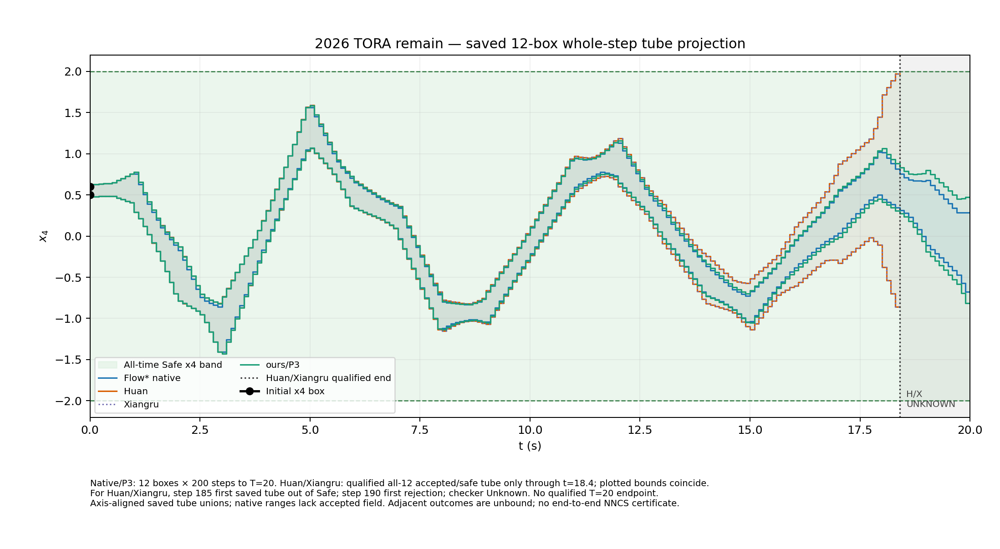 2026 TORA remain — saved 12-box whole-step tube projection
x4
2.0
1.5
1.0
0.5
0.0
−0.5
−1.0
−1.5
−2.0
All-time Safe x4 band
Flow* native
Huan
Xiangru
ours/P3
Huan/Xiangru qualified end
Initial x4 box
H/X
UNKNOWN
0.0 2.5 5.0 7.5 10.0 12.5 15.0 17.5 20.0
t (s)
Native/P3: 12 boxes × 200 steps to T=20. Huan/Xiangru: qualified all-12 accepted/safe tube only through t=18.4; plotted bounds coincide.
For Huan/Xiangru, step 185 first saved tube out of Safe; step 190 first rejection; checker Unknown. No qualified T=20 endpoint.
Axis-aligned saved tube unions; native ranges lack accepted field. Adjacent outcomes are unbound; no end-to-end NNCS certificate.